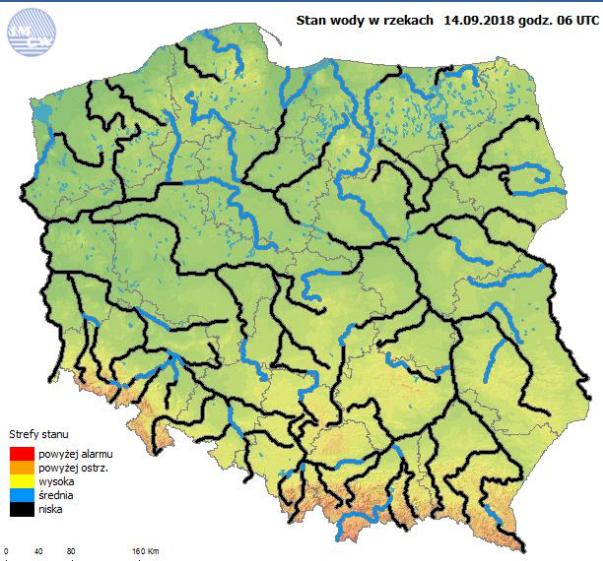 Stan wody w rzekach 14.09.2018 godz. 06 UTC
Strefy stanu
powyżej alarmu
powyżej ostrz.
wysoka
średnia
niska
0 40 80 160 Km